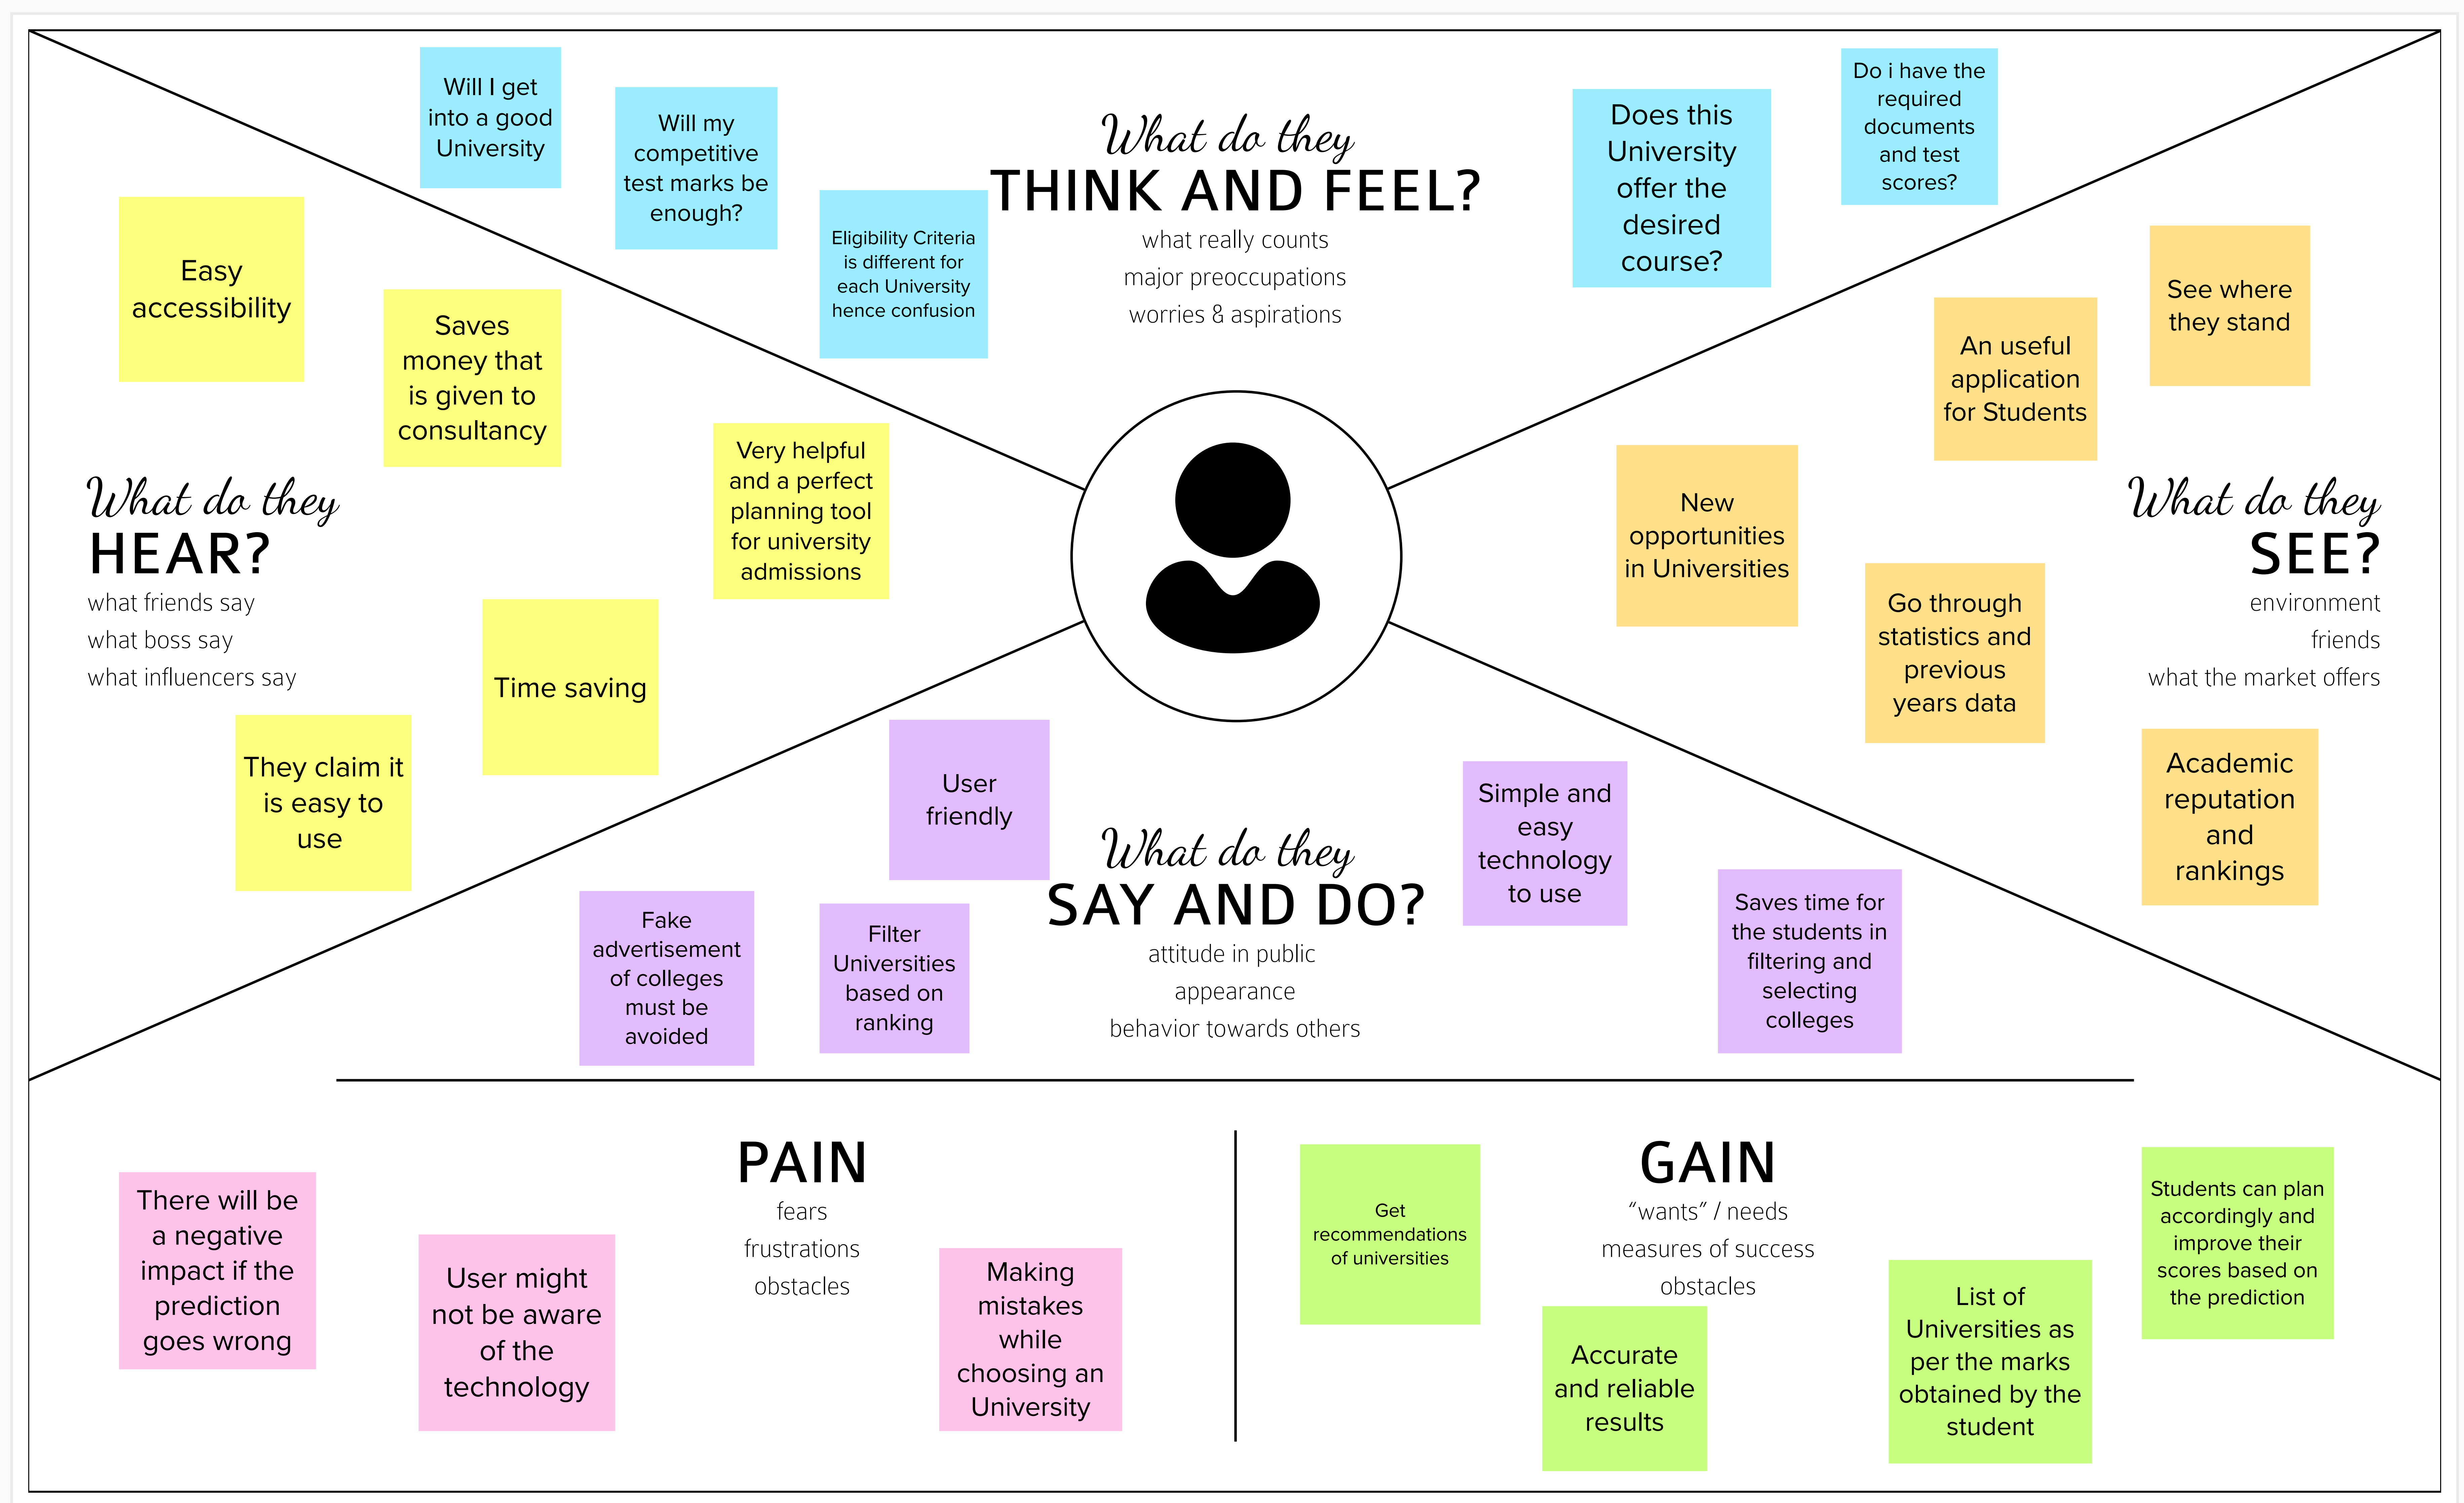 Will I get
into a good
University
Will my
competitive
test marks be
enough?
Eligibility Criteria
is different for
each University
hence confusion
What do they
THINK AND FEEL?
what really counts
major preoccupations
worries & aspirations
Does this
University
offer the
desired
course?
Do i have the
required
documents
and test
scores?
Easy
accessibility
Saves
money that
is given to
consultancy
Very helpful
and a perfect
planning tool
for university
admissions
What do they
HEAR?
what friends say
what boss say
what influencers say
Time saving
They claim it
is easy to
use
See where
they stand
An useful
application
for Students
New
opportunities
in Universities
What do they
SEE?
environment
friends
what the market offers
Go through
statistics and
previous
years data
Academic
reputation
and
rankings
User
friendly
Fake
advertisement
of colleges
must be
avoided
Filter
Universities
based on
ranking
What do they
SAY AND DO?
attitude in public
appearance
behavior towards others
Simple and
easy
technology
to use
Saves time for
the students in
filtering and
selecting
colleges
PAIN
fears
frustrations
obstacles
There will be
a negative
impact if the
prediction
goes wrong
User might
not be aware
of the
technology
Making
mistakes
while
choosing an
University
GAIN
“wants” / needs
measures of success
obstacles
Get
recommendations
of universities
Accurate
and reliable
results
List of
Universities as
per the marks
obtained by the
student
Students can plan
accordingly and
improve their
scores based on
the prediction